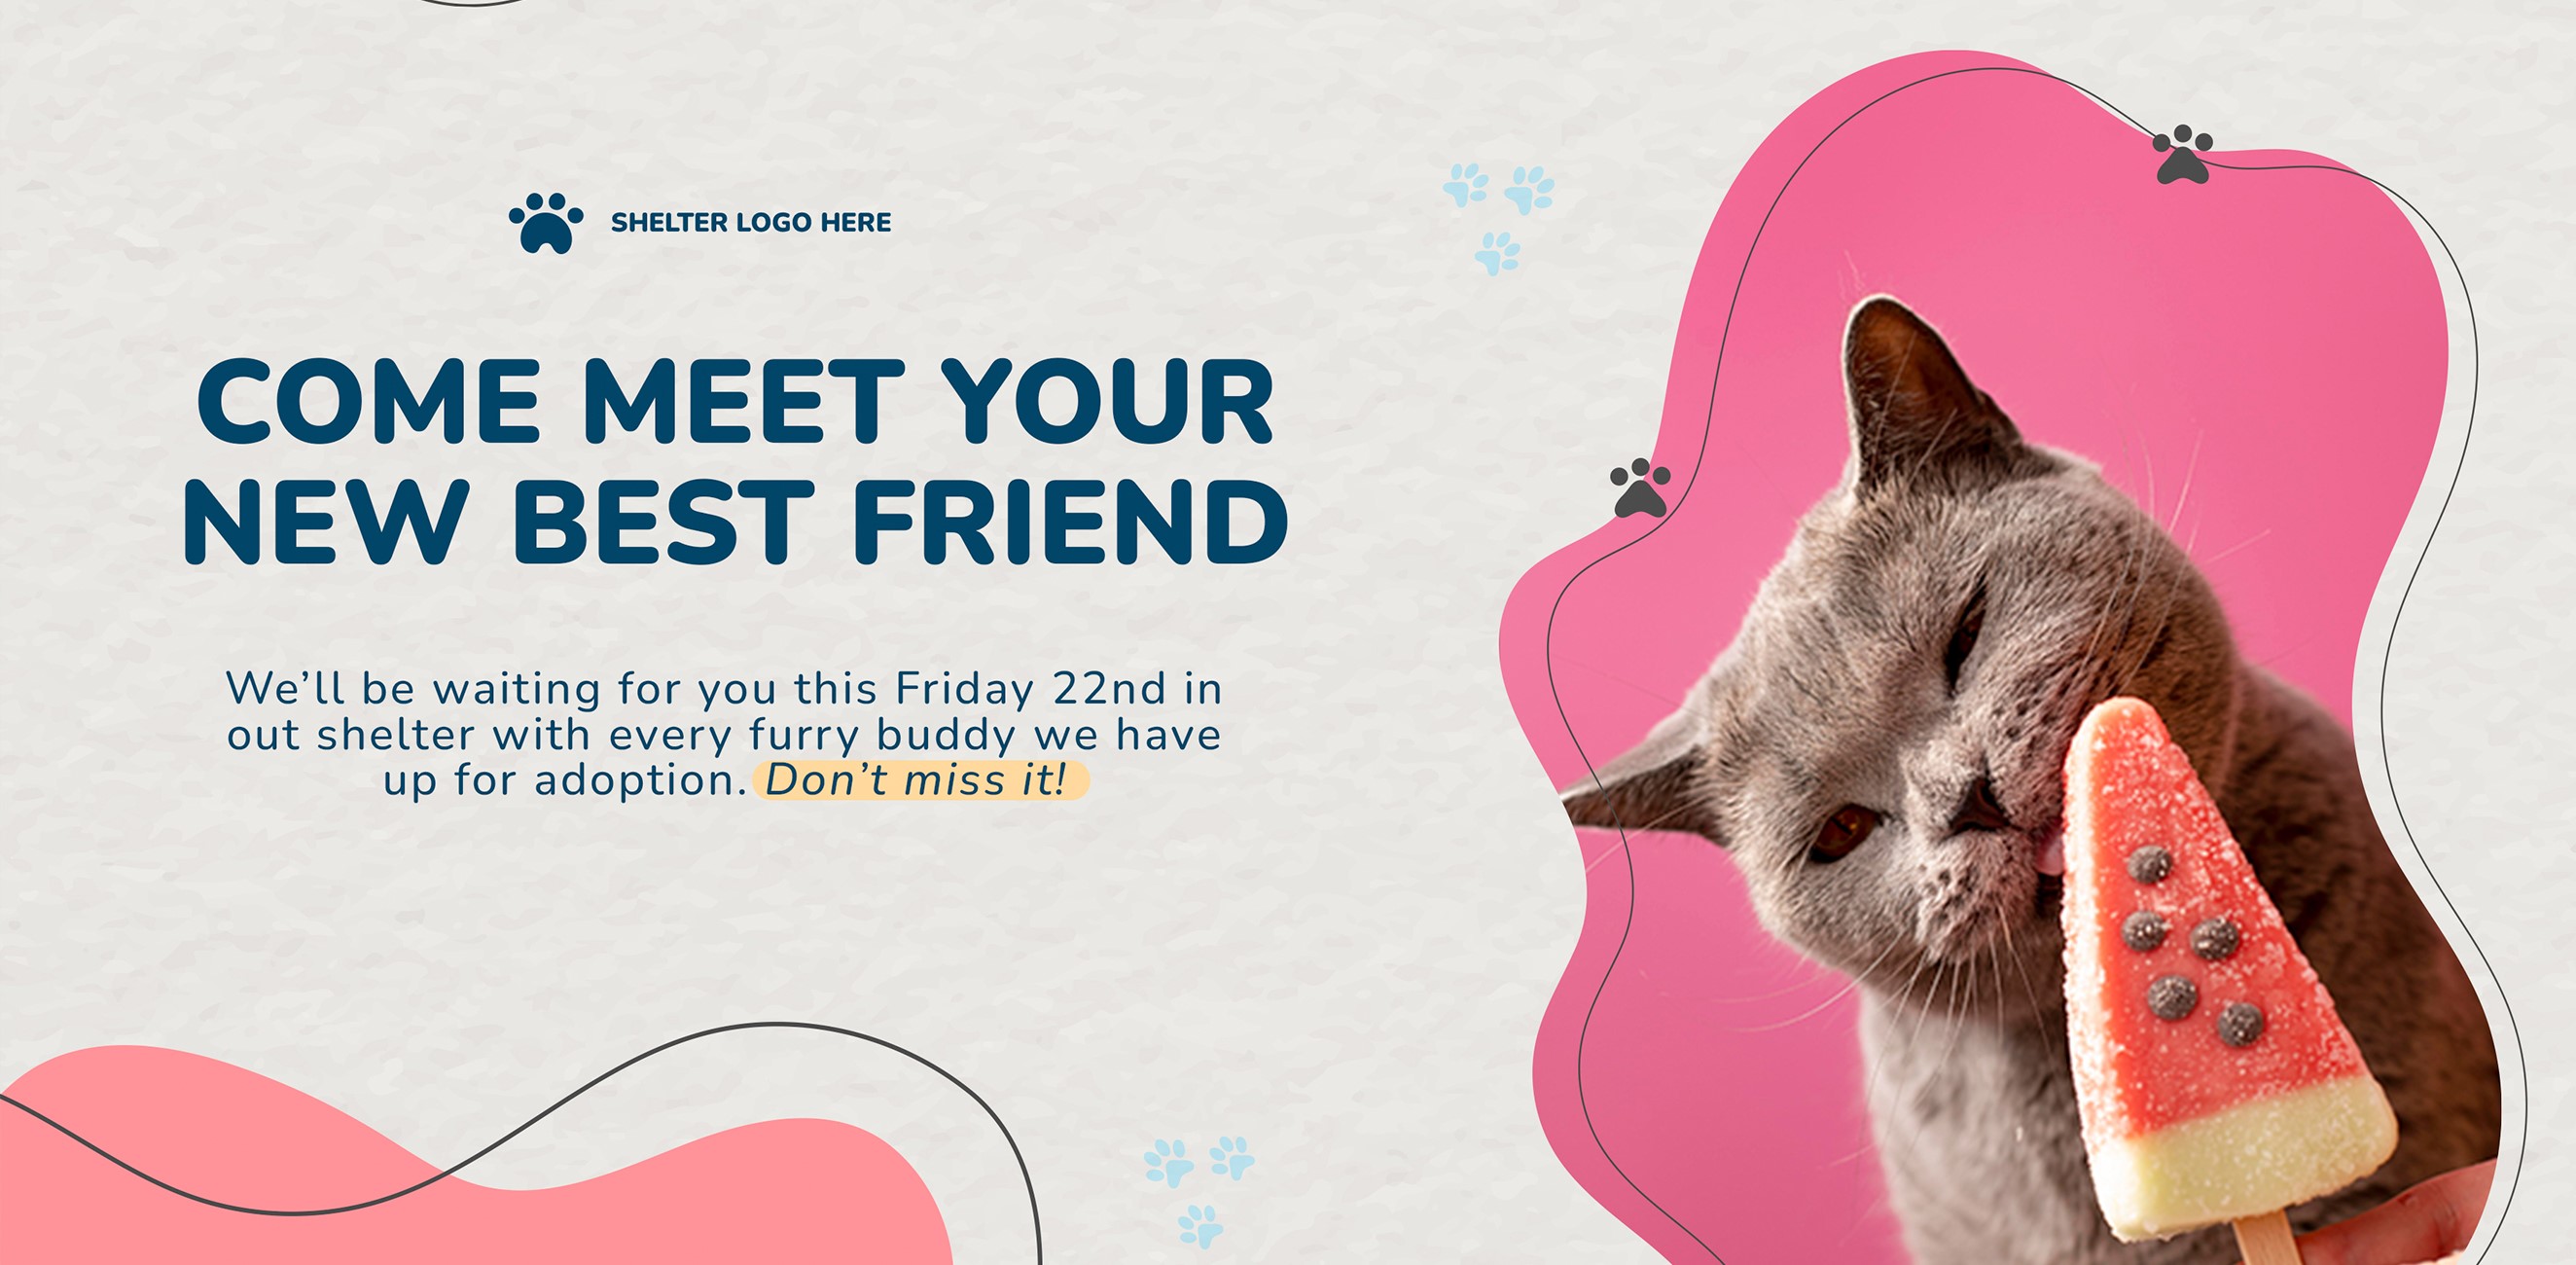 SHELTER LOGO HERE
COME MEET YOUR
NEW BEST FRIEND
We’ll be waiting for you this Friday 22nd in
out shelter with every furry buddy we have
up for adoption. Don’t miss it!